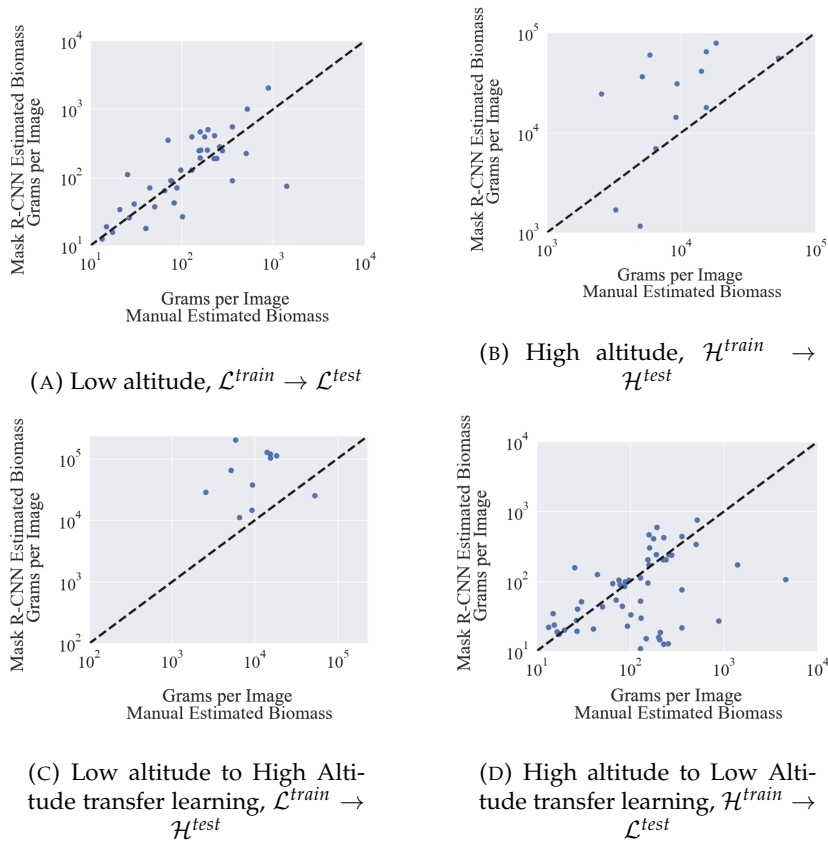 Mask R-CNN Estimated Biomass
Grams per Image
10^4
10^3
10^2
10^1
10^1 10^2 10^3 10^4
Grams per Image
Manual Estimated Biomass
(A) Low altitude, 𝓛^train → 𝓛^test
Mask R-CNN Estimated Biomass
Grams per Image
10^5
10^4
10^3
10^3 10^4 10^5
Grams per Image
Manual Estimated Biomass
(B) High altitude, 𝓗^train →
𝓗^test
Mask R-CNN Estimated Biomass
Grams per Image
10^5
10^4
10^3
10^2
10^2 10^3 10^4 10^5
Grams per Image
Manual Estimated Biomass
(C) Low altitude to High Alti-
tude transfer learning, 𝓛^train →
𝓗^test
Mask R-CNN Estimated Biomass
Grams per Image
10^4
10^3
10^2
10^1
10^1 10^2 10^3 10^4
Grams per Image
Manual Estimated Biomass
(D) High altitude to Low Alti-
tude transfer learning, 𝓗^train →
𝓛^test